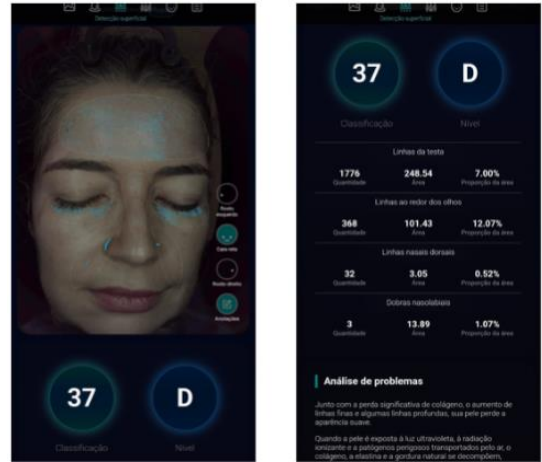 Detecção superficial
Rosto esquerdo
Cara reta
Rosto direito
Anotações
37
D
Classificação
Nível
Detecção superficial
37
D
Classificação
Nível
Linhas da testa
1776
248.54
7.00%
Quantidade
Área
Proporção da área
Linhas ao redor dos olhos
368
101.43
12.07%
Quantidade
Área
Proporção da área
Linhas nasais dorsais
32
3.05
0.52%
Quantidade
Área
Proporção da área
Dobras nasolabiais
3
13.89
1.07%
Quantidade
Área
Proporção da área
Análise de problemas
Junto com a perda significativa de colágeno, o aumento de
linhas finas e algumas linhas profundas, sua pele perde a
aparência suave.
Quando a pele é exposta à luz ultravioleta, à radiação
ionizante e a patógenos perigosos transportados pelo ar, o
colágeno, a elastina e a gordura natural se decompõem,